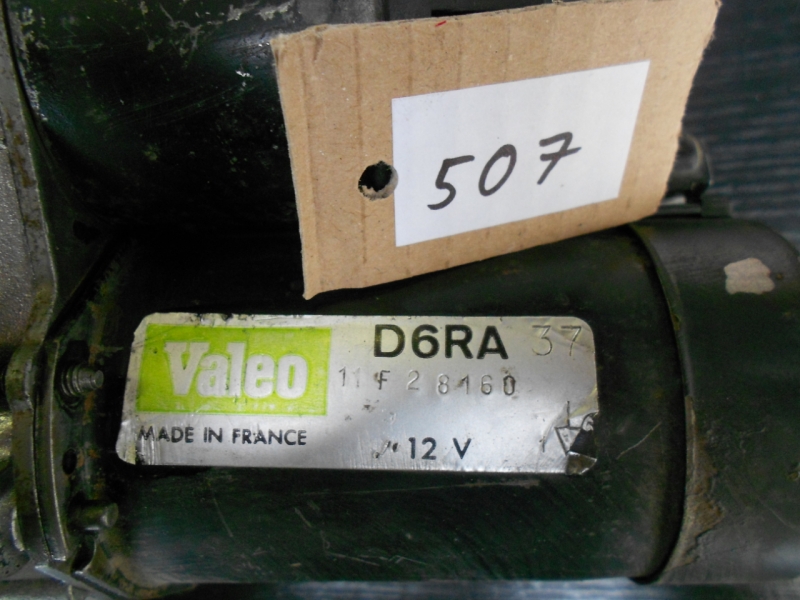 507
Valeo
D6RA 37
11 F 2 8160
MADE IN FRANCE
12 V